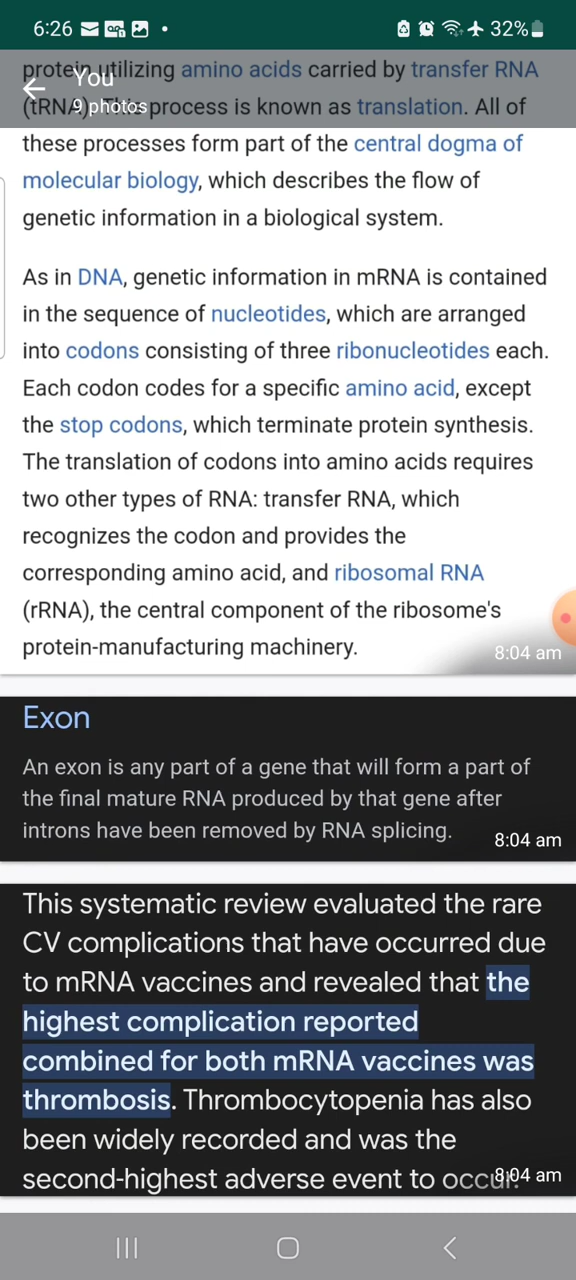 6:26 32%
protein utilizing amino acids carried by transfer RNA
You
(tRNA). This process is known as translation. All of
9 photos
these processes form part of the central dogma of
molecular biology, which describes the flow of
genetic information in a biological system.
As in DNA, genetic information in mRNA is contained
in the sequence of nucleotides, which are arranged
into codons consisting of three ribonucleotides each.
Each codon codes for a specific amino acid, except
the stop codons, which terminate protein synthesis.
The translation of codons into amino acids requires
two other types of RNA: transfer RNA, which
recognizes the codon and provides the
corresponding amino acid, and ribosomal RNA
(rRNA), the central component of the ribosome's
protein-manufacturing machinery.
8:04 am
Exon
An exon is any part of a gene that will form a part of
the final mature RNA produced by that gene after
introns have been removed by RNA splicing.
8:04 am
This systematic review evaluated the rare
CV complications that have occurred due
to mRNA vaccines and revealed that the
highest complication reported
combined for both mRNA vaccines was
thrombosis. Thrombocytopenia has also
been widely recorded and was the
second-highest adverse event to occur.
8:04 am